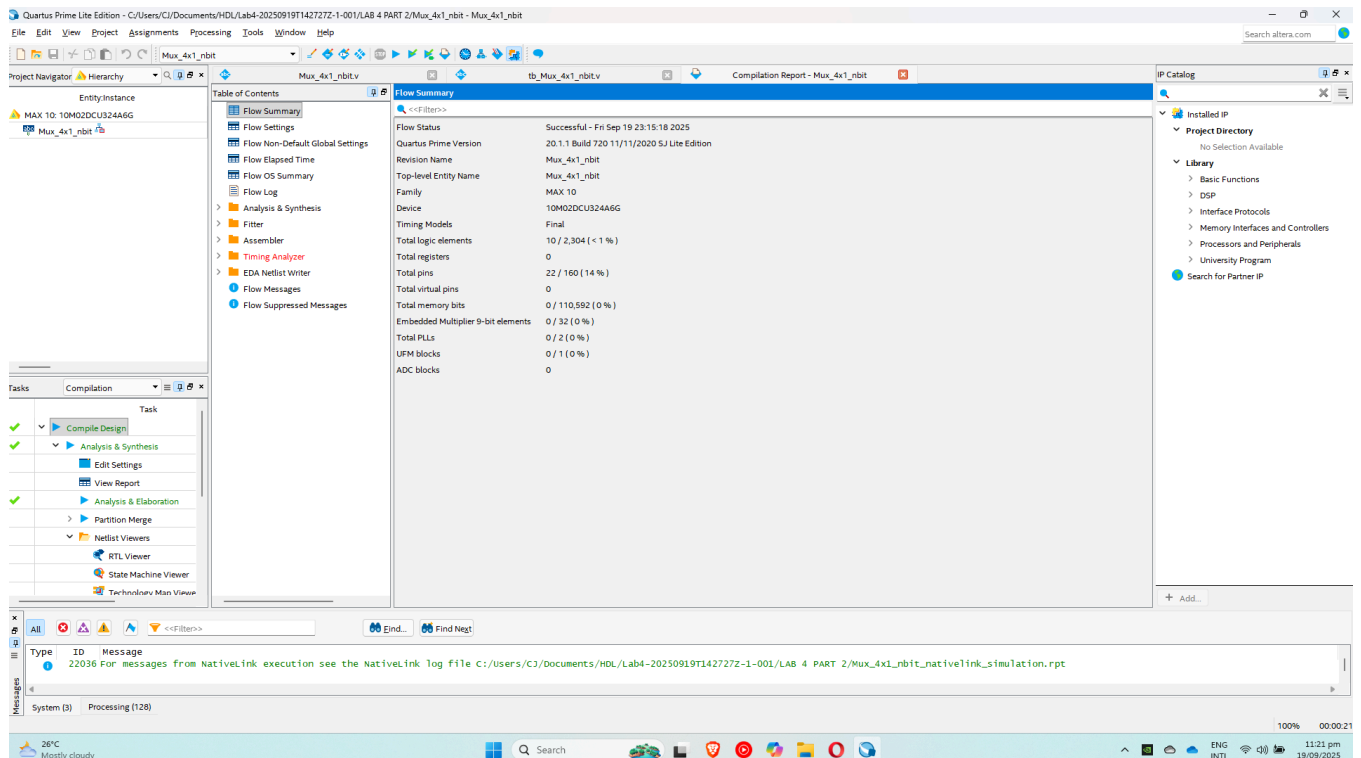 Quartus Prime Lite Edition - C:/Users/CJ/Documents/HDL/Lab4-20250919T142727Z-1-001/LAB 4 PART 2/Mux_4x1_nbit - Mux_4x1_nbit
File Edit View Project Assignments Processing Tools Window Help
Search altera.com
Mux_4x1_nbit
Project Navigator Hierarchy
Entity:Instance
MAX 10: 10M02DCU324A6G
Mux_4x1_nbit
Mux_4x1_nbit.v
tb_Mux_4x1_nbit.v
Compilation Report - Mux_4x1_nbit
Table of Contents
Flow Summary
Flow Settings
Flow Non-Default Global Settings
Flow Elapsed Time
Flow OS Summary
Flow Log
Analysis & Synthesis
Fitter
Assembler
Timing Analyzer
EDA Netlist Writer
Flow Messages
Flow Suppressed Messages
Flow Summary
<<Filter>>
Flow Status Successful - Fri Sep 19 23:15:18 2025
Quartus Prime Version 20.1.1 Build 720 11/11/2020 SJ Lite Edition
Revision Name Mux_4x1_nbit
Top-level Entity Name Mux_4x1_nbit
Family MAX 10
Device 10M02DCU324A6G
Timing Models Final
Total logic elements 10 / 2,304 ( < 1 % )
Total registers 0
Total pins 22 / 160 ( 14 % )
Total virtual pins 0
Total memory bits 0 / 110,592 ( 0 % )
Embedded Multiplier 9-bit elements 0 / 32 ( 0 % )
Total PLLs 0 / 2 ( 0 % )
UFM blocks 0 / 1 ( 0 % )
ADC blocks 0
IP Catalog
Installed IP
Project Directory
No Selection Available
Library
Basic Functions
DSP
Interface Protocols
Memory Interfaces and Controllers
Processors and Peripherals
University Program
Search for Partner IP
+ Add...
Tasks Compilation
Task
Compile Design
Analysis & Synthesis
Edit Settings
View Report
Analysis & Elaboration
Partition Merge
Netlist Viewers
RTL Viewer
State Machine Viewer
Technology Map Viewe
All <<Filter>> Find... Find Next
Type ID Message
22036 For messages from NativeLink execution see the NativeLink log file C:/Users/CJ/Documents/HDL/Lab4-20250919T142727Z-1-001/LAB 4 PART 2/Mux_4x1_nbit_nativelink_simulation.rpt
Messages
System (3) Processing (128)
100% 00:00:21
26°C
Mostly cloudy
Search
ENG
INTL
11:21 pm
19/09/2025